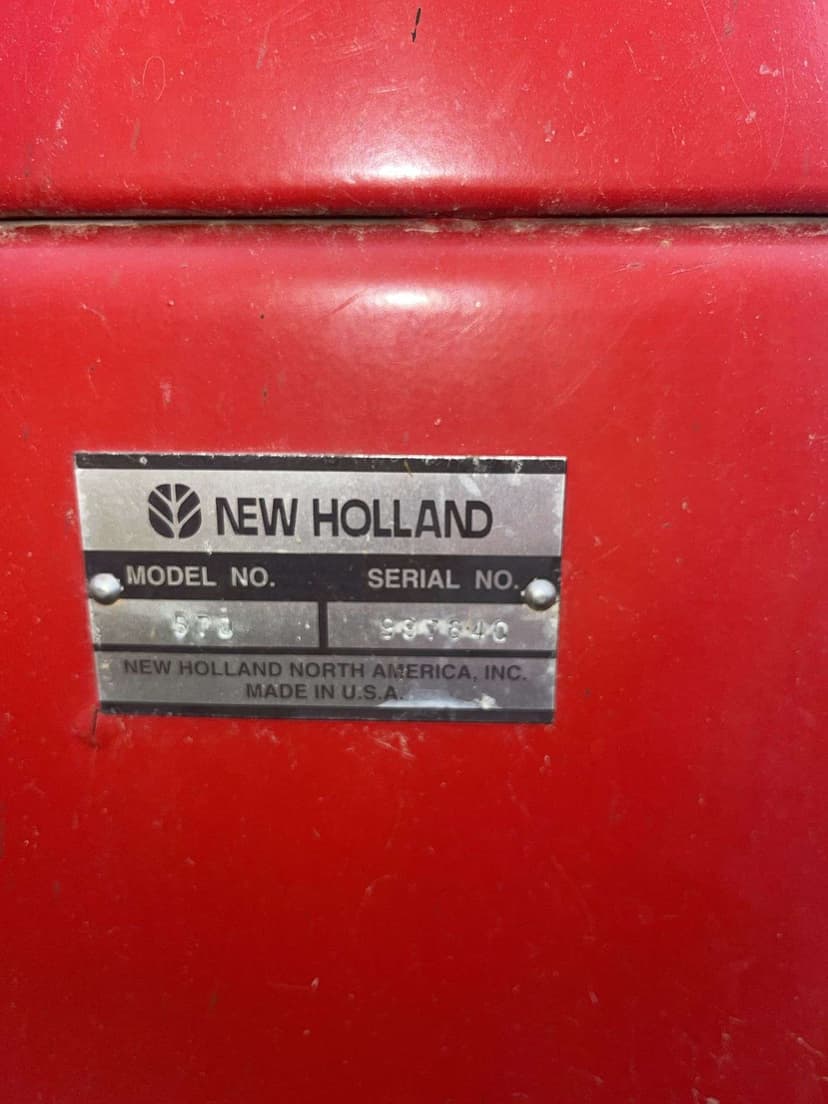 NEW HOLLAND
MODEL NO. SERIAL NO.
NEW HOLLAND NORTH AMERICA, INC.
MADE IN U.S.A.